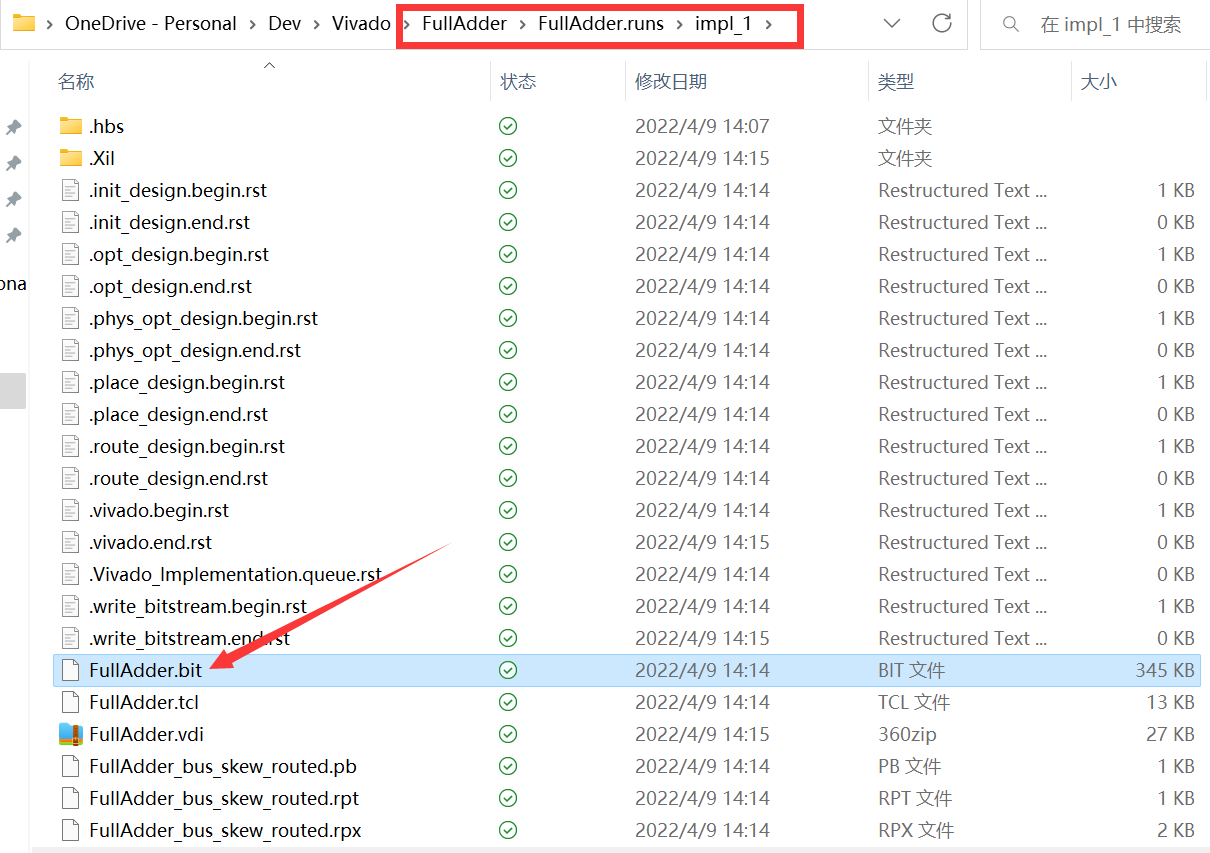 OneDrive - Personal > Dev > Vivado > FullAdder > FullAdder.runs > impl_1 > 在 impl_1 中搜索
名称 状态 修改日期 类型 大小
.hbs 2022/4/9 14:07 文件夹
.Xil 2022/4/9 14:15 文件夹
.init_design.begin.rst 2022/4/9 14:14 Restructured Text ... 1 KB
.init_design.end.rst 2022/4/9 14:14 Restructured Text ... 0 KB
.opt_design.begin.rst 2022/4/9 14:14 Restructured Text ... 1 KB
ona
.opt_design.end.rst 2022/4/9 14:14 Restructured Text ... 0 KB
.phys_opt_design.begin.rst 2022/4/9 14:14 Restructured Text ... 1 KB
.phys_opt_design.end.rst 2022/4/9 14:14 Restructured Text ... 0 KB
.place_design.begin.rst 2022/4/9 14:14 Restructured Text ... 1 KB
.place_design.end.rst 2022/4/9 14:14 Restructured Text ... 0 KB
.route_design.begin.rst 2022/4/9 14:14 Restructured Text ... 1 KB
.route_design.end.rst 2022/4/9 14:14 Restructured Text ... 0 KB
.vivado.begin.rst 2022/4/9 14:14 Restructured Text ... 1 KB
.vivado.end.rst 2022/4/9 14:15 Restructured Text ... 0 KB
.Vivado_Implementation.queue.rst 2022/4/9 14:14 Restructured Text ... 0 KB
.write_bitstream.begin.rst 2022/4/9 14:14 Restructured Text ... 1 KB
.write_bitstream.end.rst 2022/4/9 14:15 Restructured Text ... 0 KB
FullAdder.bit 2022/4/9 14:14 BIT 文件 345 KB
FullAdder.tcl 2022/4/9 14:14 TCL 文件 13 KB
FullAdder.vdi 2022/4/9 14:15 360zip 27 KB
FullAdder_bus_skew_routed.pb 2022/4/9 14:14 PB 文件 1 KB
FullAdder_bus_skew_routed.rpt 2022/4/9 14:14 RPT 文件 1 KB
FullAdder_bus_skew_routed.rpx 2022/4/9 14:14 RPX 文件 2 KB